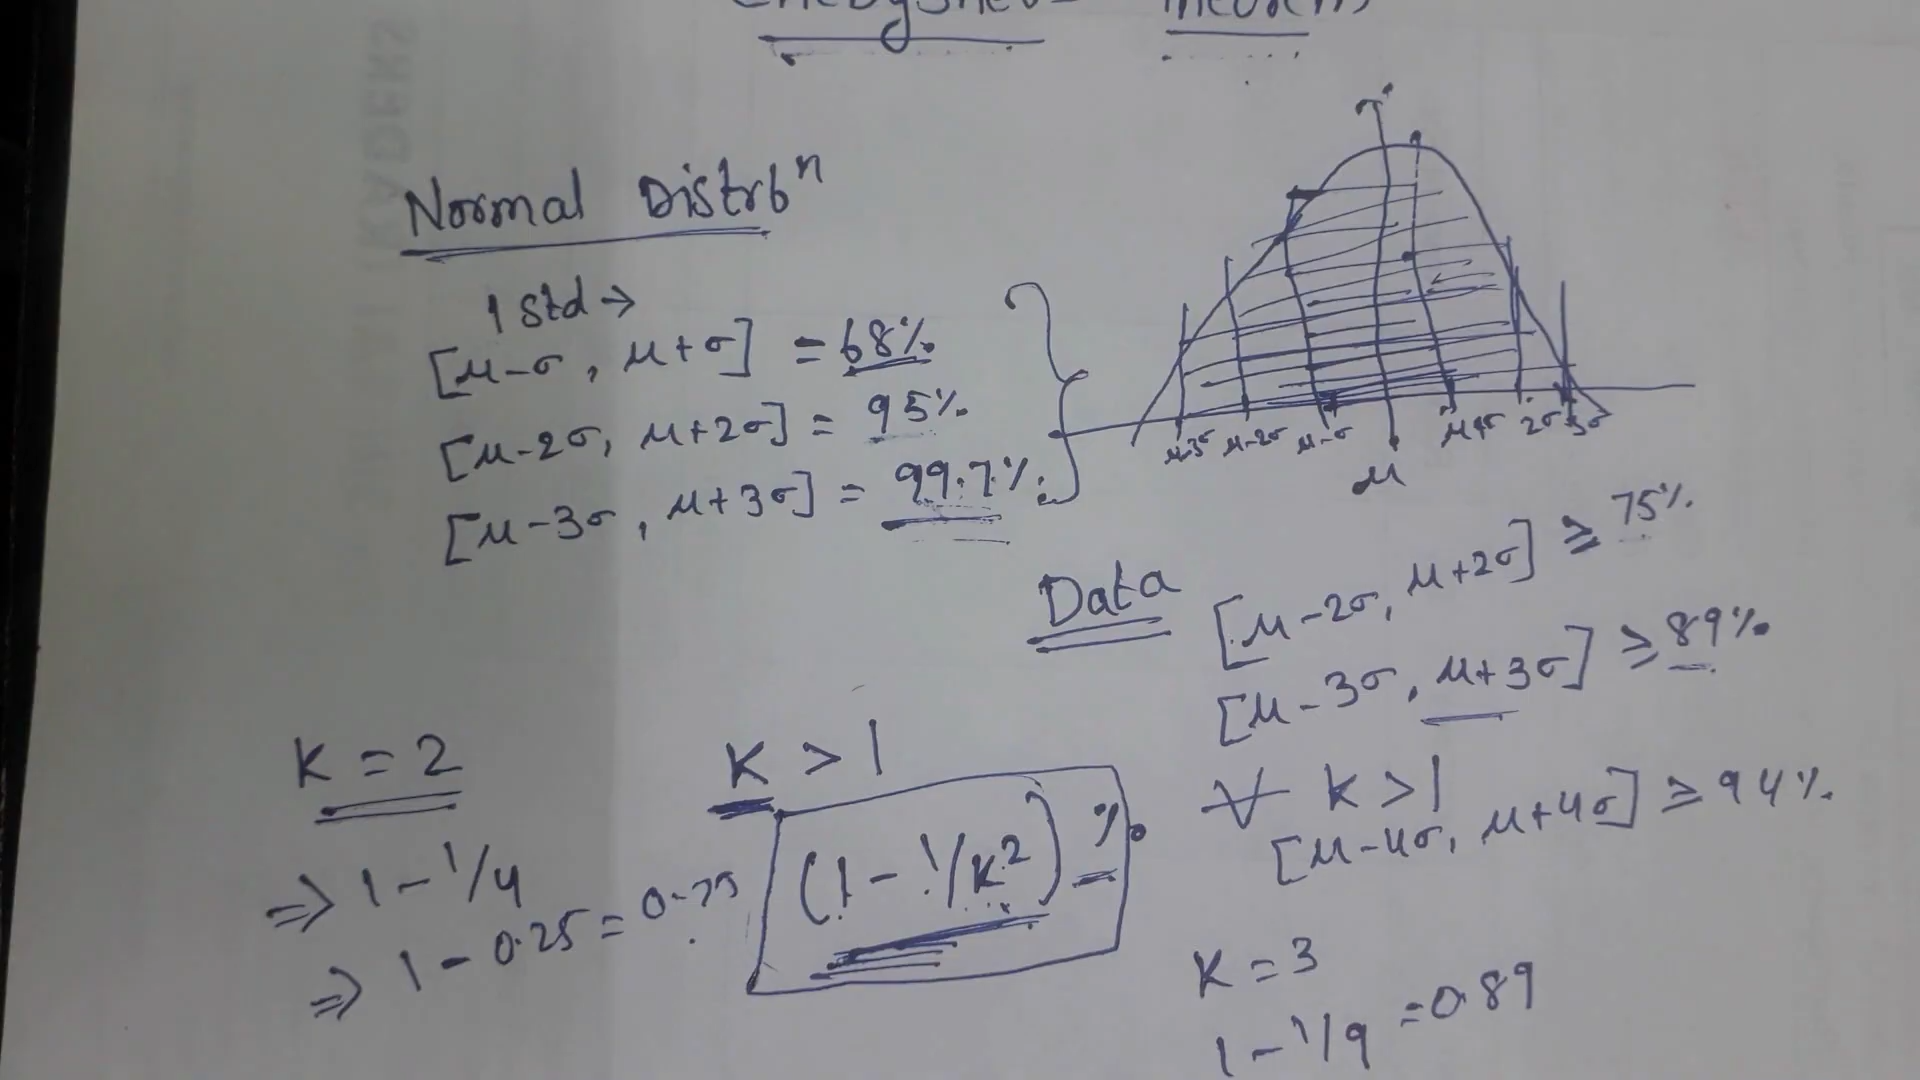 Chebyshev Theorem
Normal Distrbⁿ
1 Std →
[μ-σ, μ+σ] = 68%
[μ-2σ, μ+2σ] = 95%
[μ-3σ, μ+3σ] = 99.7%
μ-3σ μ-2σ μ-σ μ μ+σ 2σ 3σ
Data
[μ-2σ, μ+2σ] ≥ 75%
[μ-3σ, μ+3σ] ≥ 89%
∀ K > 1
[μ-4σ, μ+4σ] ≥ 94%
K = 2
⇒ 1 - 1/4
⇒ 1 - 0.25 = 0.75
K > 1
(1 - 1/K²) %
K = 3
1 - 1/9 = 0.89